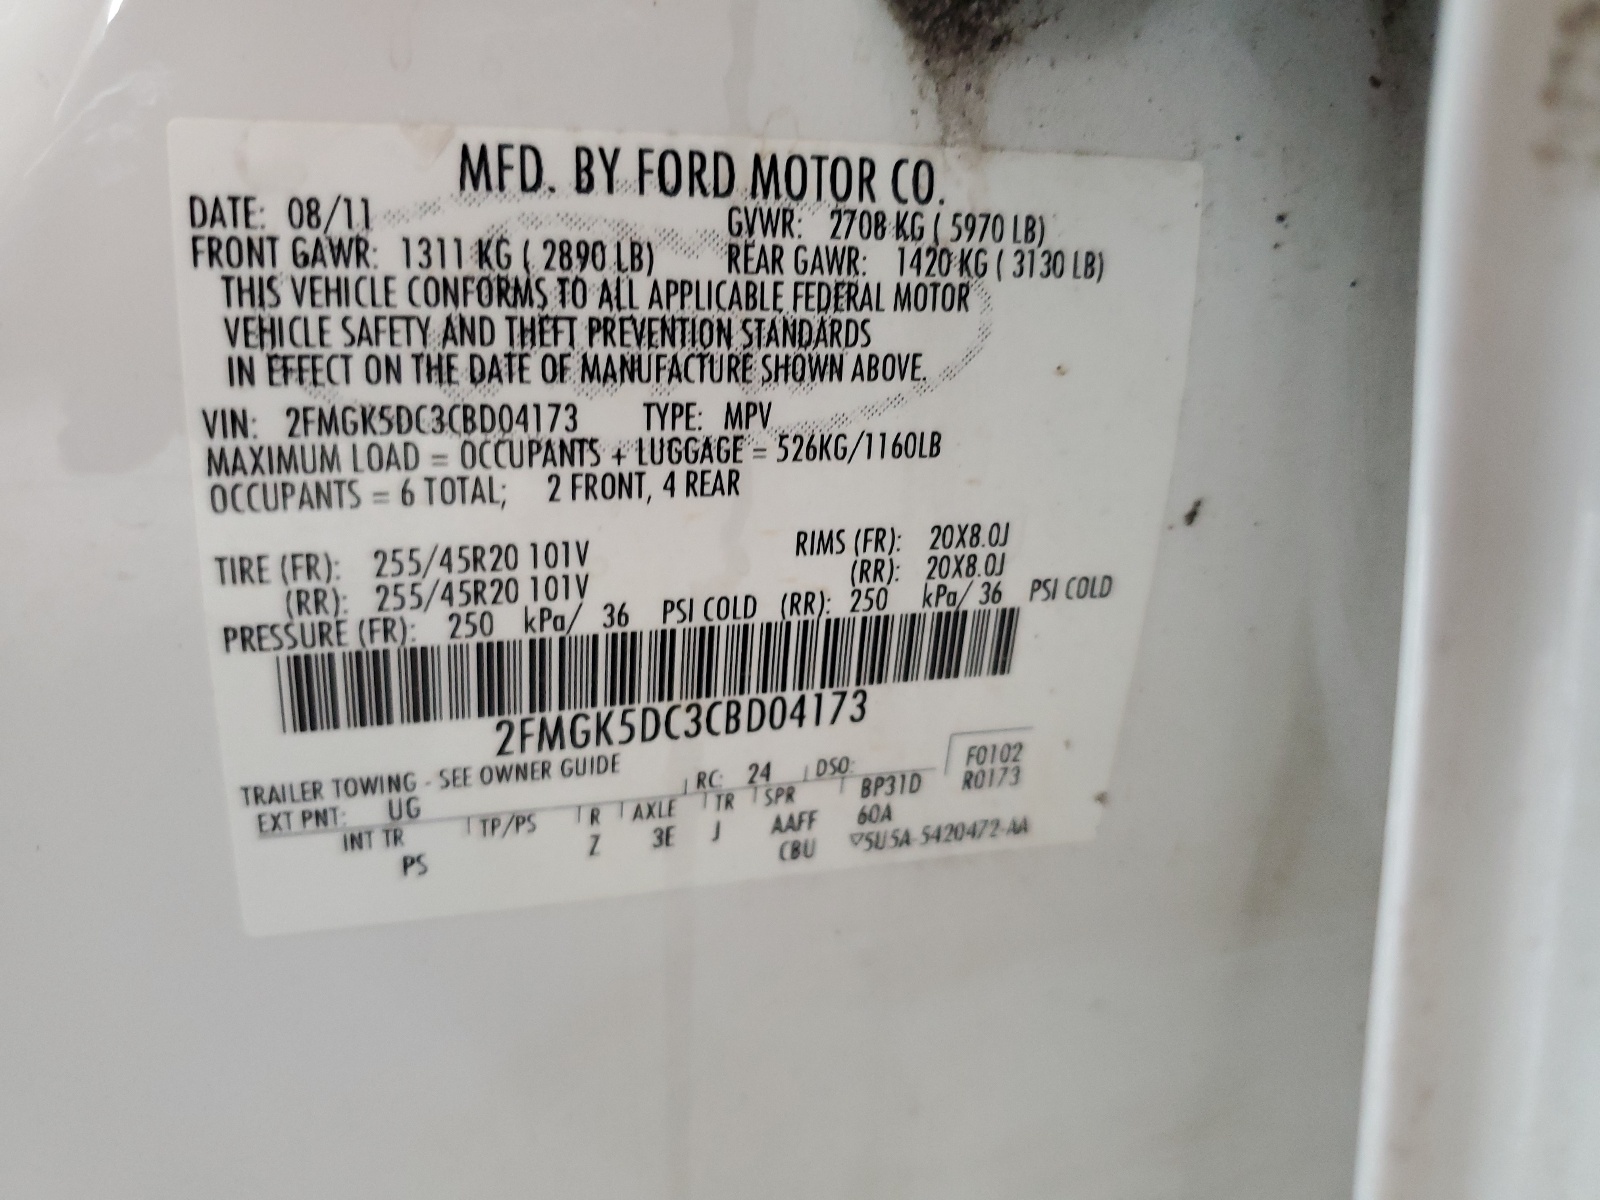 MFD. BY FORD MOTOR CO.
DATE: 08/11 GVWR: 2708 KG ( 5970 LB)
FRONT GAWR: 1311 KG ( 2890 LB) REAR GAWR: 1420 KG ( 3130 LB)
THIS VEHICLE CONFORMS TO ALL APPLICABLE FEDERAL MOTOR
VEHICLE SAFETY AND THEFT PREVENTION STANDARDS
IN EFFECT ON THE DATE OF MANUFACTURE SHOWN ABOVE.
VIN: 2FMGK5DC3CBD04173 TYPE: MPV
MAXIMUM LOAD = OCCUPANTS + LUGGAGE = 526KG/1160LB
OCCUPANTS = 6 TOTAL; 2 FRONT, 4 REAR
TIRE (FR): 255/45R20 101V RIMS (FR): 20X8.0J
(RR): 255/45R20 101V (RR): 20X8.0J
PRESSURE (FR): 250 kPa/ 36 PSI COLD (RR): 250 kPa/ 36 PSI COLD
2FMGK5DC3CBD04173
TRAILER TOWING - SEE OWNER GUIDE F0102
EXT PNT: UG RC: 24 DSO: R0173
INT TR TP/PS R AXLE TR SPR BP31D
PS Z 3E J AAFF 60A
CBU ▽5U5A-5420472-AA